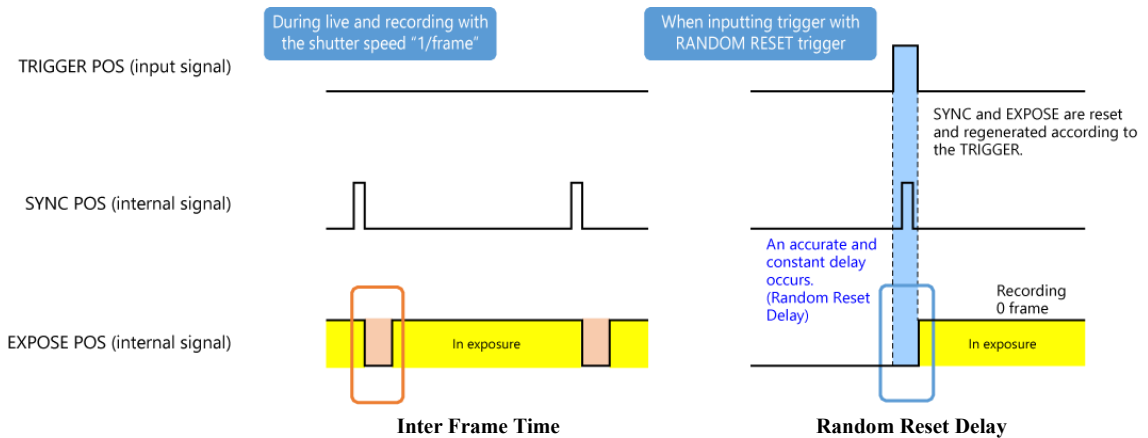 During live and recording with
the shutter speed “1/frame”
When inputting trigger with
RANDOM RESET trigger
TRIGGER POS (input signal)
SYNC and EXPOSE are reset
and regenerated according to
the TRIGGER.
SYNC POS (internal signal)
An accurate and
constant delay
occurs.
(Random Reset
Delay)
Recording
0 frame
EXPOSE POS (internal signal)
In exposure
In exposure
Inter Frame Time
Random Reset Delay